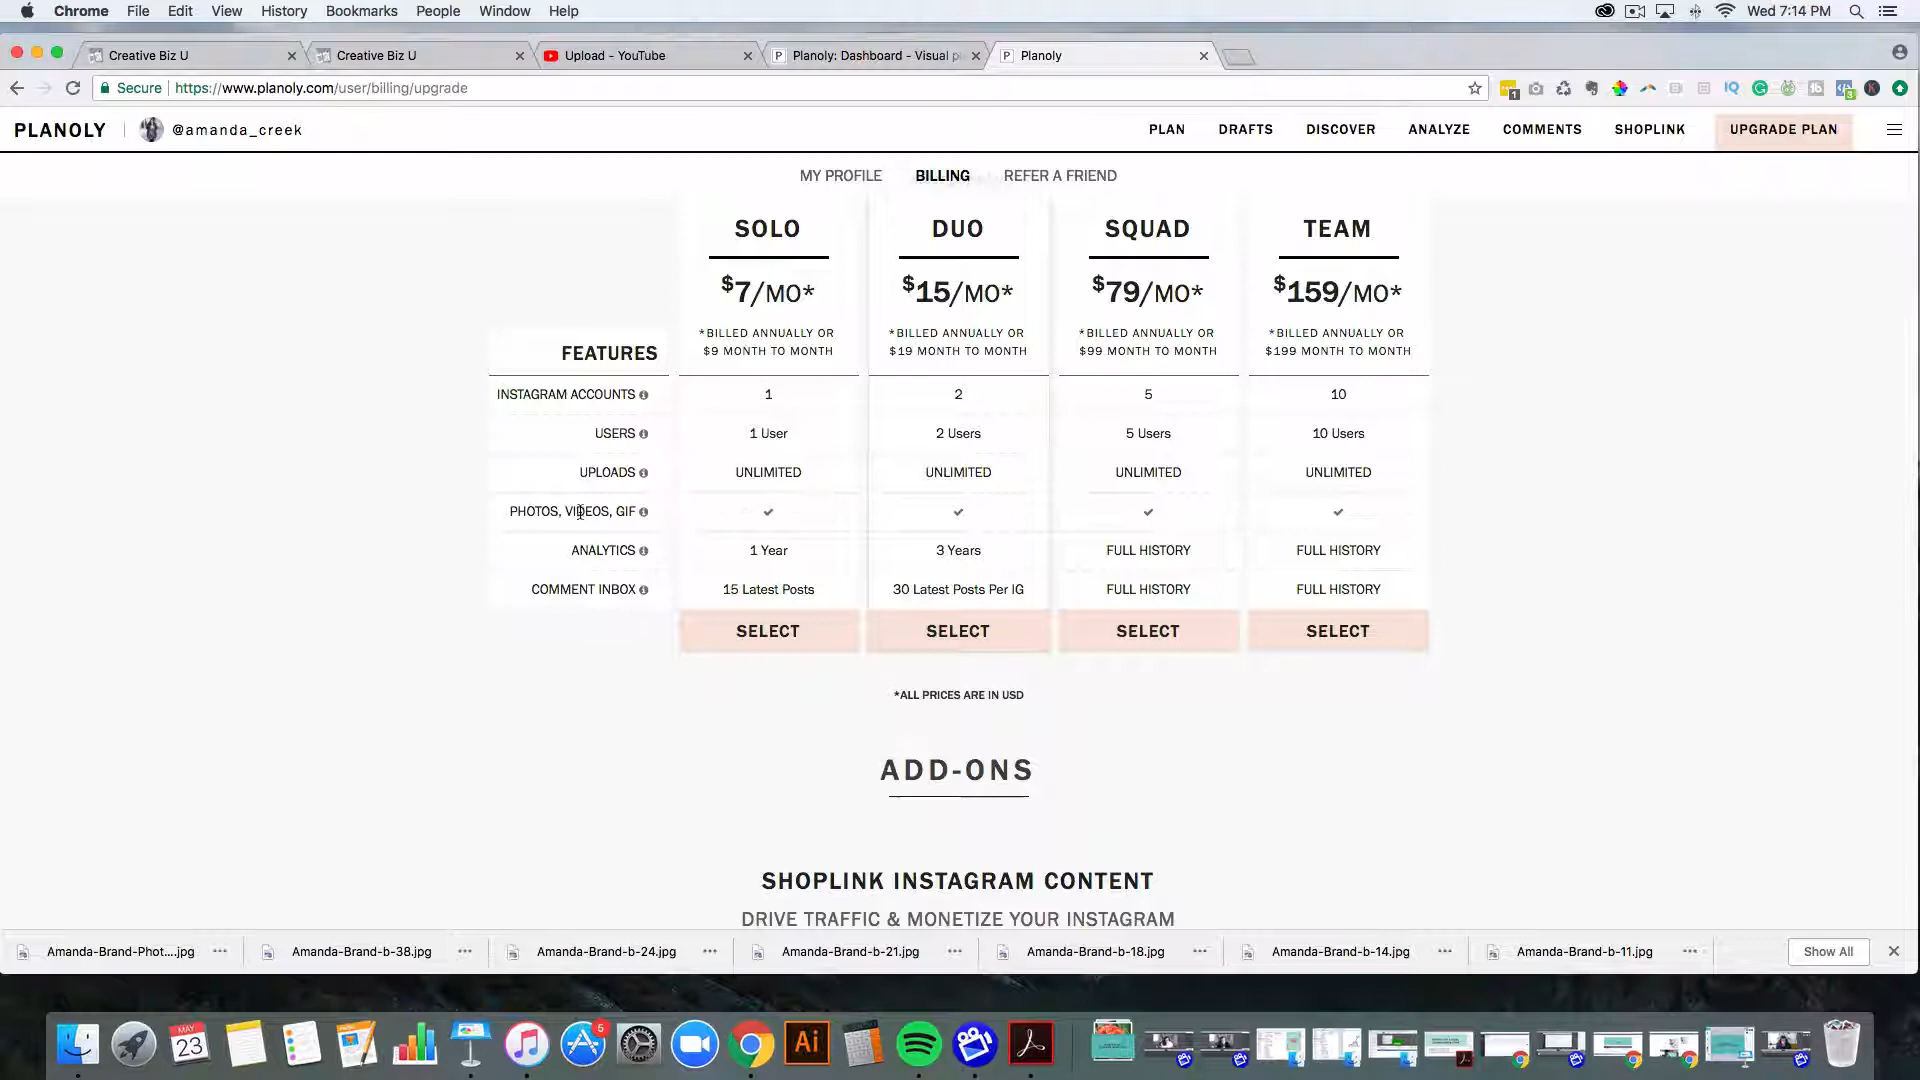 Chrome File Edit View History Bookmarks People Window Help Wed 7:14 PM
Creative Biz U Creative Biz U Upload - YouTube Planoly: Dashboard - Visual p Planoly
Secure https://www.planoly.com/user/billing/upgrade
PLANOLY @amanda_creek PLAN DRAFTS DISCOVER ANALYZE COMMENTS SHOPLINK UPGRADE PLAN
MY PROFILE BILLING REFER A FRIEND
SOLO DUO SQUAD TEAM
$7/MO* $15/MO* $79/MO* $159/MO*
*BILLED ANNUALLY OR *BILLED ANNUALLY OR *BILLED ANNUALLY OR *BILLED ANNUALLY OR
$9 MONTH TO MONTH $19 MONTH TO MONTH $99 MONTH TO MONTH $199 MONTH TO MONTH
FEATURES
INSTAGRAM ACCOUNTS 1 2 5 10
USERS 1 User 2 Users 5 Users 10 Users
UPLOADS UNLIMITED UNLIMITED UNLIMITED UNLIMITED
PHOTOS, VIDEOS, GIF
ANALYTICS 1 Year 3 Years FULL HISTORY FULL HISTORY
COMMENT INBOX 15 Latest Posts 30 Latest Posts Per IG FULL HISTORY FULL HISTORY
SELECT SELECT SELECT SELECT
*ALL PRICES ARE IN USD
ADD-ONS
SHOPLINK INSTAGRAM CONTENT
DRIVE TRAFFIC & MONETIZE YOUR INSTAGRAM
Amanda-Brand-Phot....jpg Amanda-Brand-b-38.jpg Amanda-Brand-b-24.jpg Amanda-Brand-b-21.jpg Amanda-Brand-b-18.jpg Amanda-Brand-b-14.jpg Amanda-Brand-b-11.jpg Show All
MAY
23
5
Ai